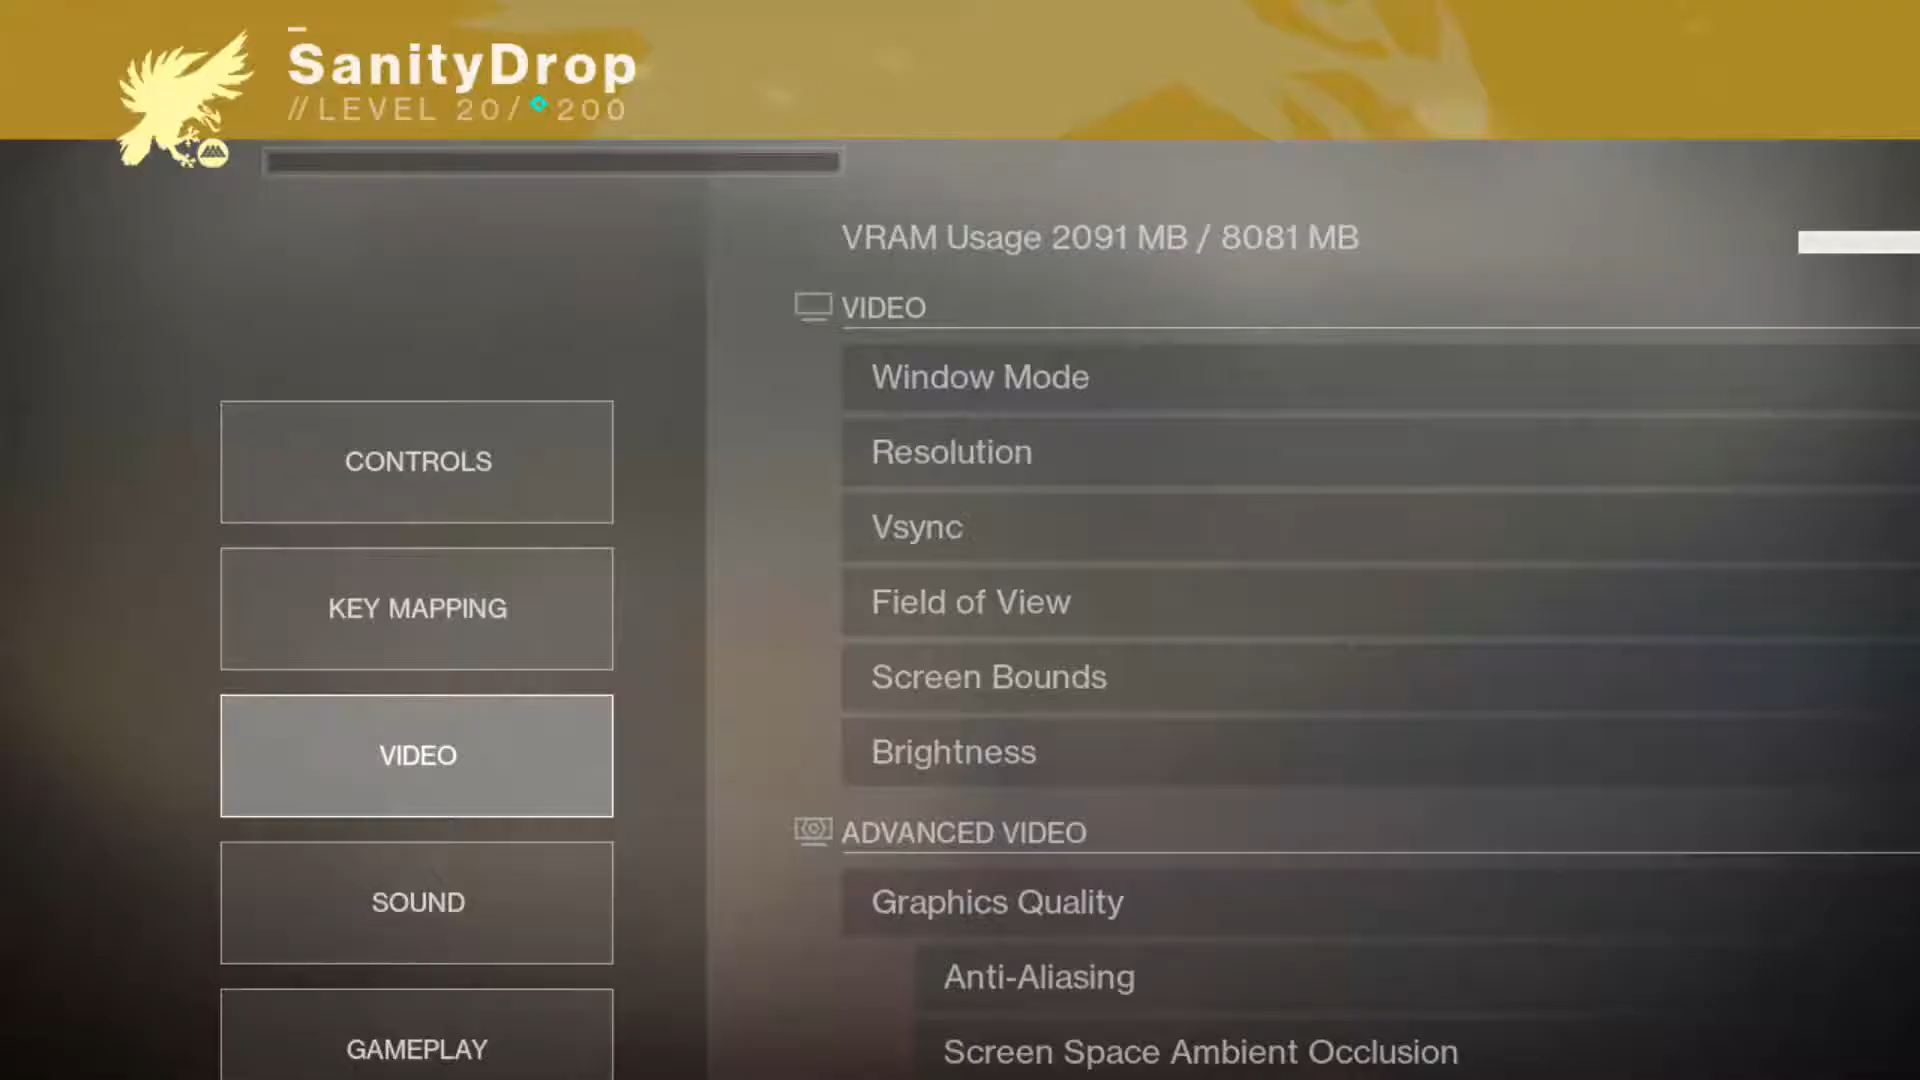 SanityDrop
//LEVEL 20/ 200
VRAM Usage 2091 MB / 8081 MB
VIDEO
Window Mode
Resolution
Vsync
Field of View
Screen Bounds
Brightness
ADVANCED VIDEO
Graphics Quality
Anti-Aliasing
Screen Space Ambient Occlusion
CONTROLS
KEY MAPPING
VIDEO
SOUND
GAMEPLAY